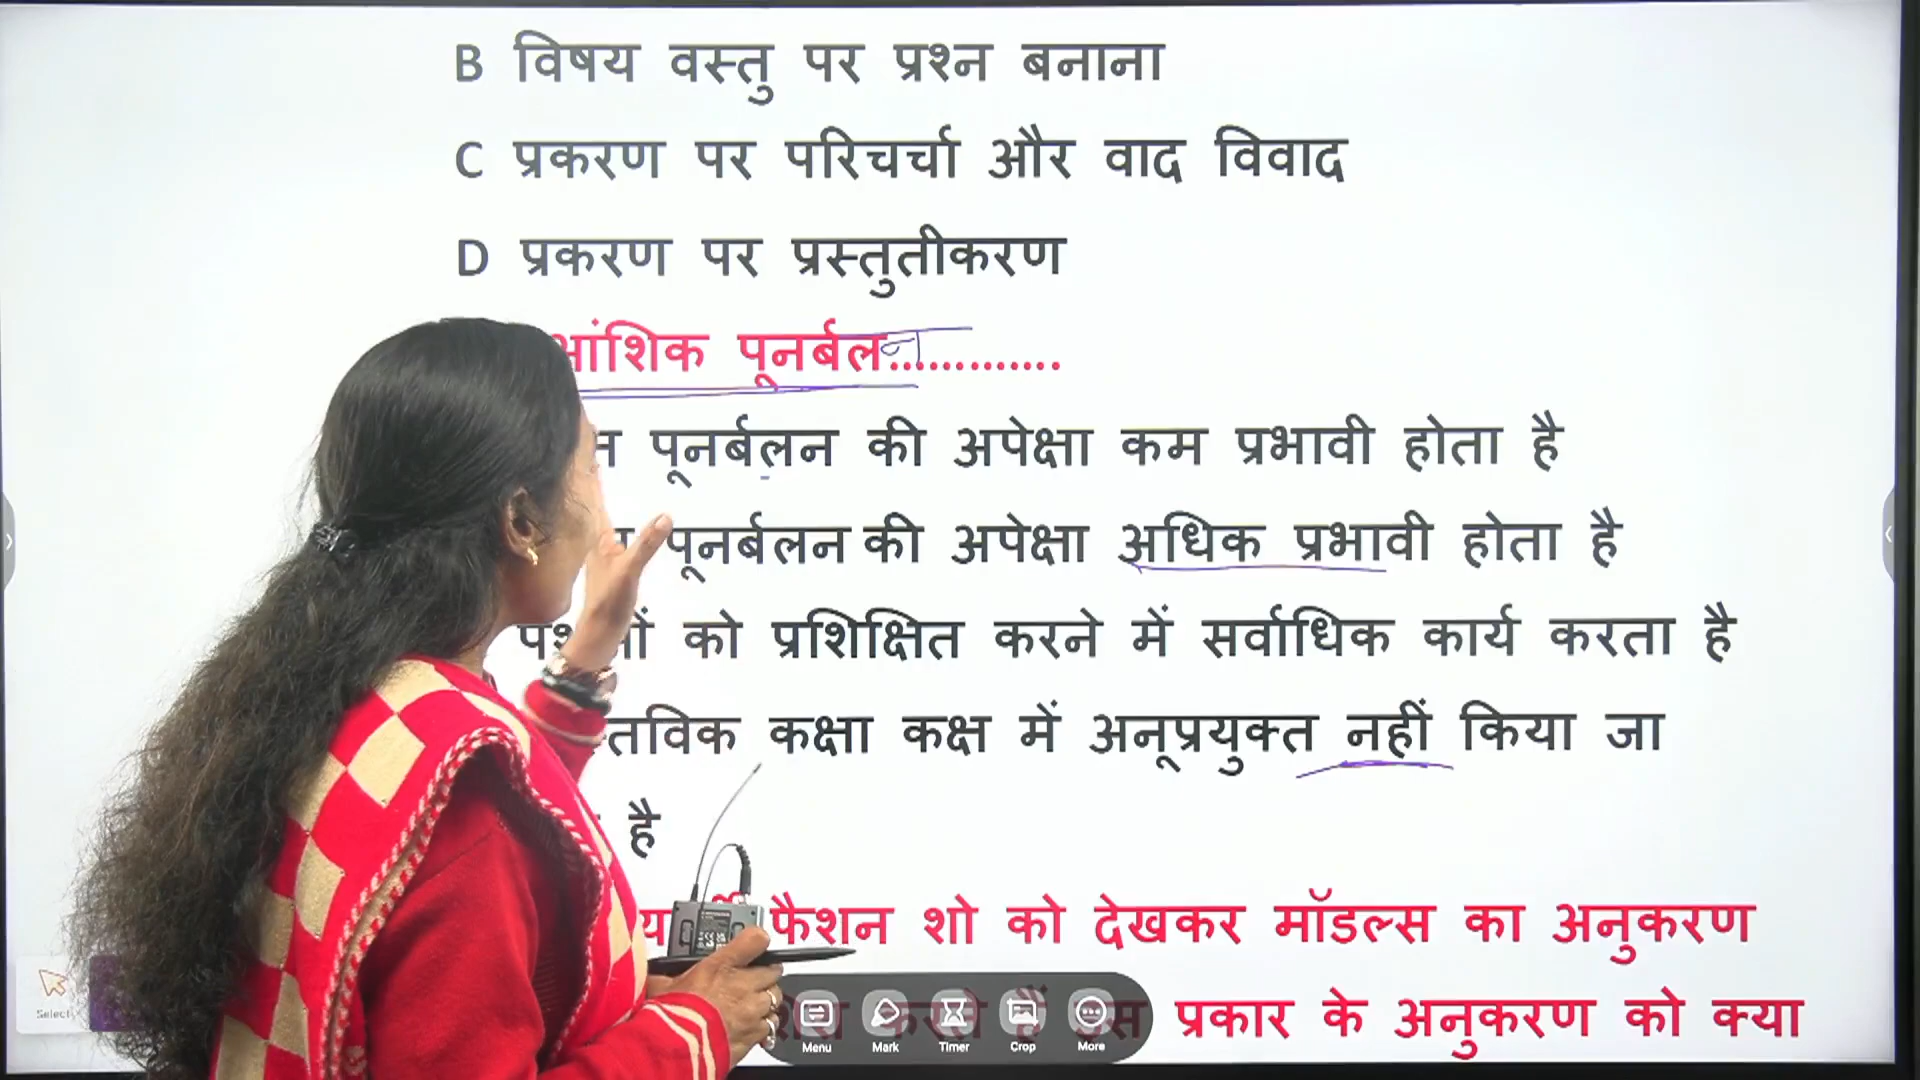 B विषय वस्तु पर प्रश्न बनाना
C प्रकरण पर परिचर्चा और वाद विवाद
D प्रकरण पर प्रस्तुतीकरण
आंशिक पूनर्बलन............
पूनर्बलन की अपेक्षा कम प्रभावी होता है
पूनर्बलन की अपेक्षा अधिक प्रभावी होता है
को प्रशिक्षित करने में सर्वाधिक कार्य करता है
कक्षा कक्ष में अनूप्रयुक्त नहीं किया जा
है
फैशन शो को देखकर मॉडल्स का अनुकरण
प्रकार के अनुकरण को क्या
Select
Menu Mark Timer Crop More